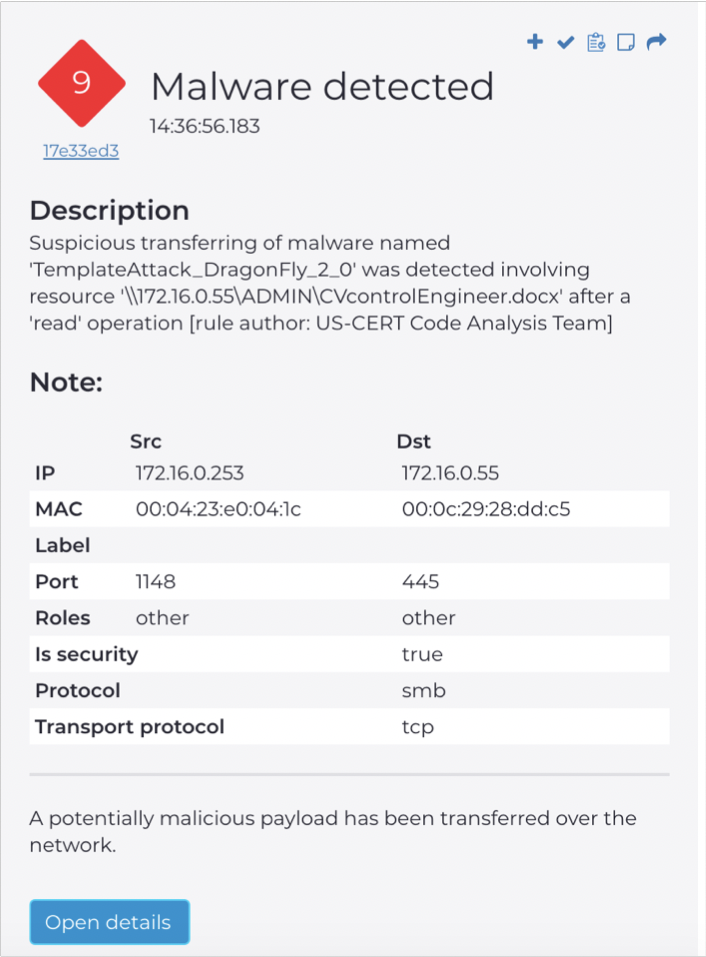 9
Malware detected
14:36:56.183
17e33ed3
Description
Suspicious transferring of malware named
'TemplateAttack_DragonFly_2_0' was detected involving
resource '\\172.16.0.55\ADMIN\CVcontrolEngineer.docx' after a
'read' operation [rule author: US-CERT Code Analysis Team]
Note:
Src Dst
IP 172.16.0.253 172.16.0.55
MAC 00:04:23:e0:04:1c 00:0c:29:28:dd:c5
Label
Port 1148 445
Roles other other
Is security true
Protocol smb
Transport protocol tcp
A potentially malicious payload has been transferred over the
network.
Open details